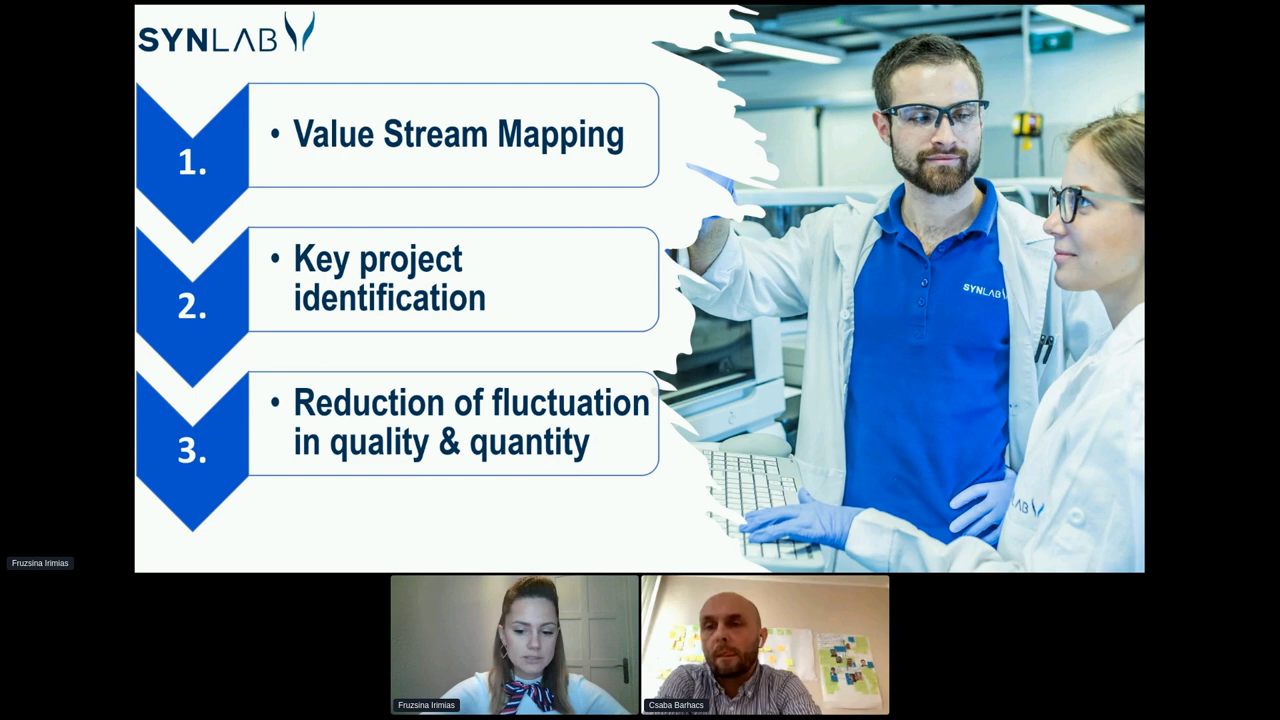 SYNLAB
1.
• Value Stream Mapping
2.
• Key project
identification
3.
• Reduction of fluctuation
in quality & quantity
SYNLAB
LAB
Fruzsina Irimias
Fruzsina Irimias
Csaba Barhacs